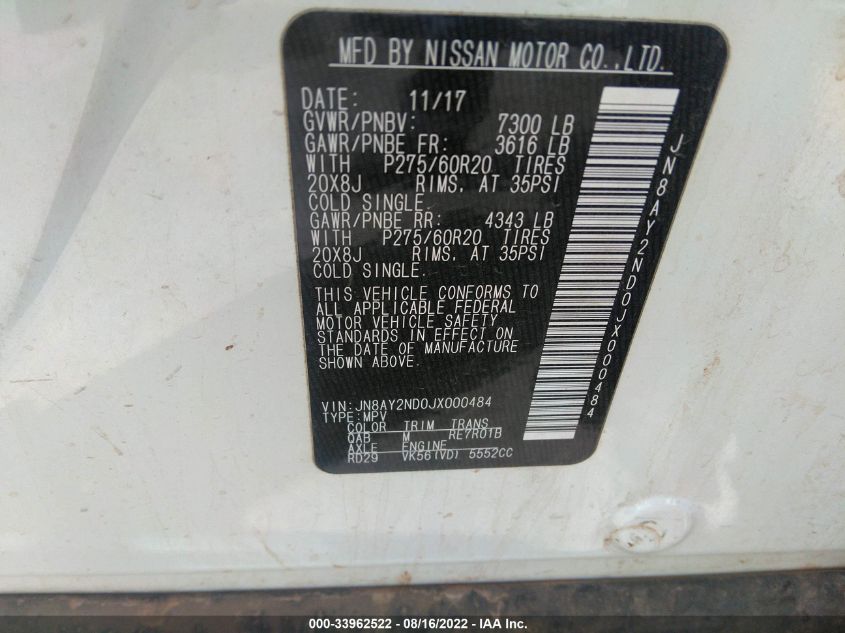 MFD BY NISSAN MOTOR CO.,LTD.
DATE: 11/17
GVWR/PNBV: 7300 LB
GAWR/PNBE FR: 3616 LB
WITH P275/60R20 TIRES
20X8J RIMS. AT 35PSI
COLD SINGLE.
GAWR/PNBE RR: 4343 LB
WITH P275/60R20 TIRES
20X8J RIMS. AT 35PSI
COLD SINGLE.
THIS VEHICLE CONFORMS TO
ALL APPLICABLE FEDERAL
MOTOR VEHICLE SAFETY
STANDARDS IN EFFECT ON
THE DATE OF MANUFACTURE
SHOWN ABOVE.
VIN:JN8AY2ND0JX000484
TYPE:MPV
COLOR TRIM TRANS
QAB M RE7R01B
AXLE ENGINE
RD29 VK56(VD) 5552CC
JN8AY2ND0JX000484
000-33962522 - 08/16/2022 - IAA Inc.